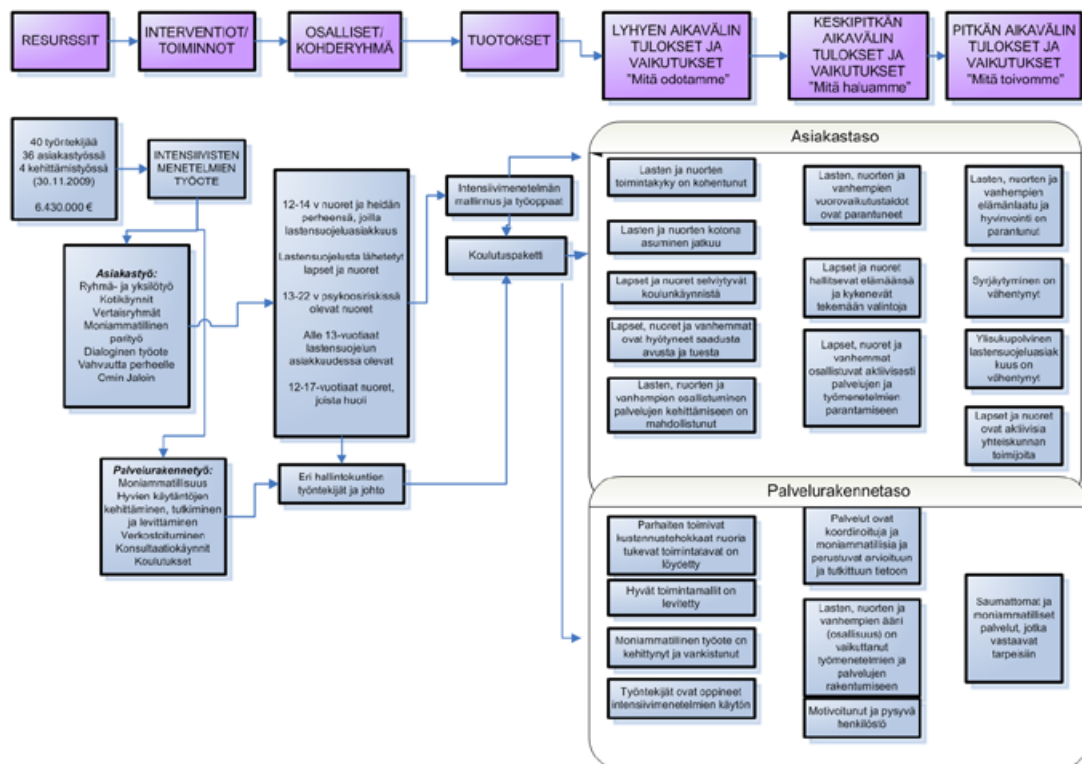 RESURSSIT
INTERVENTIOT/
TOIMINNOT
OSALLISET/
KOHDERYHMÄ
TUOTOKSET
LYHYEN AIKAVÄLIN
TULOKSET JA
VAIKUTUKSET
"Mitä odotamme"
KESKIPITKÄN
AIKAVÄLIN
TULOKSET JA
VAIKUTUKSET
"Mitä haluamme"
PITKÄN AIKAVÄLIN
TULOKSET JA
VAIKUTUKSET
"Mitä toivomme"
40 työntekijää
36 asiakastyössä
4 kehittämistyössä
(30.11.2009)
6.430.000 €
INTENSIIVISTEN
MENETELMIEN
TYÖOTE
Asiakastyö:
Ryhmä- ja yksilötyö
Kotikäynnit
Vertaisryhmät
Moniammatillinen
parityö
Dialoginen työote
Vahvuutta perheelle
Omin Jaloin
Palvelurakennetyö:
Moniammatillisuus
Hyvien käytäntöjen
kehittäminen, tutkiminen
ja levittäminen
Verkostoituminen
Konsultaatiokäynnit
Koulutukset
12-14 v nuoret ja heidän
perheensä, joilla
lastensuojeluasiakkuus
Lastensuojelusta lähetetyt
lapset ja nuoret
13-22 v psykoosiriskissä
olevat nuoret
Alle 13-vuotiaat
lastensuojelun
asiakkuudessa olevat
12-17-vuotiaat nuoret,
joista huoli
Eri hallintokuntien
työntekijät ja johto
Intensiivimenetelmän
mallinnus ja työoppaat
Koulutuspaketti
Asiakastaso
Lasten ja nuorten
toimintakyky on kohentunut
Lasten ja nuorten kotona
asuminen jatkuu
Lapset ja nuoret selviytyvät
koulunkäynnistä
Lapset, nuoret ja vanhemmat
ovat hyötyneet saadusta
avusta ja tuesta
Lasten, nuorten ja
vanhempien osallistuminen
palvelujen kehittämiseen on
mahdollistunut
Lasten, nuorten ja
vanhempien
vuorovaikutustaidot
ovat parantuneet
Lapset ja nuoret
hallitsevat elämäänsä
ja kykenevät
tekemään valintoja
Lapset, nuoret ja
vanhemmat
osallistuvat aktiivisesti
palvelujen ja
työmenetelmien
parantamiseen
Lasten, nuorten ja
vanhempien
elämänlaatu ja
hyvinvointi on
parantunut
Syrjäytyminen on
vähentynyt
Ylisukupolvinen
lastensuojeluasiak
kuus on
vähentynyt
Lapset ja nuoret
ovat aktiivisia
yhteiskunnan
toimijoita
Palvelurakennetaso
Parhaiten toimivat
kustannustehokkaat nuoria
tukevat toimintatavat on
löydetty
Hyvät toimintamallit on
levitetty
Moniammatillinen työote on
kehittynyt ja vankistunut
Työntekijät ovat oppineet
intensiivimenetelmien käytön
Palvelut ovat
koordinoituja ja
moniammatillisia ja
perustuvat arvioituun
ja tutkittuun tietoon
Lasten, nuorten ja
vanhempien ääni
(osallisuus) on
vaikuttanut
työmenetelmien ja
palvelujen
rakentumiseen
Motivoitunut ja pysyvä
henkilöstö
Saumattomat ja
moniammatilliset
palvelut, jotka
vastaavat
tarpeisiin